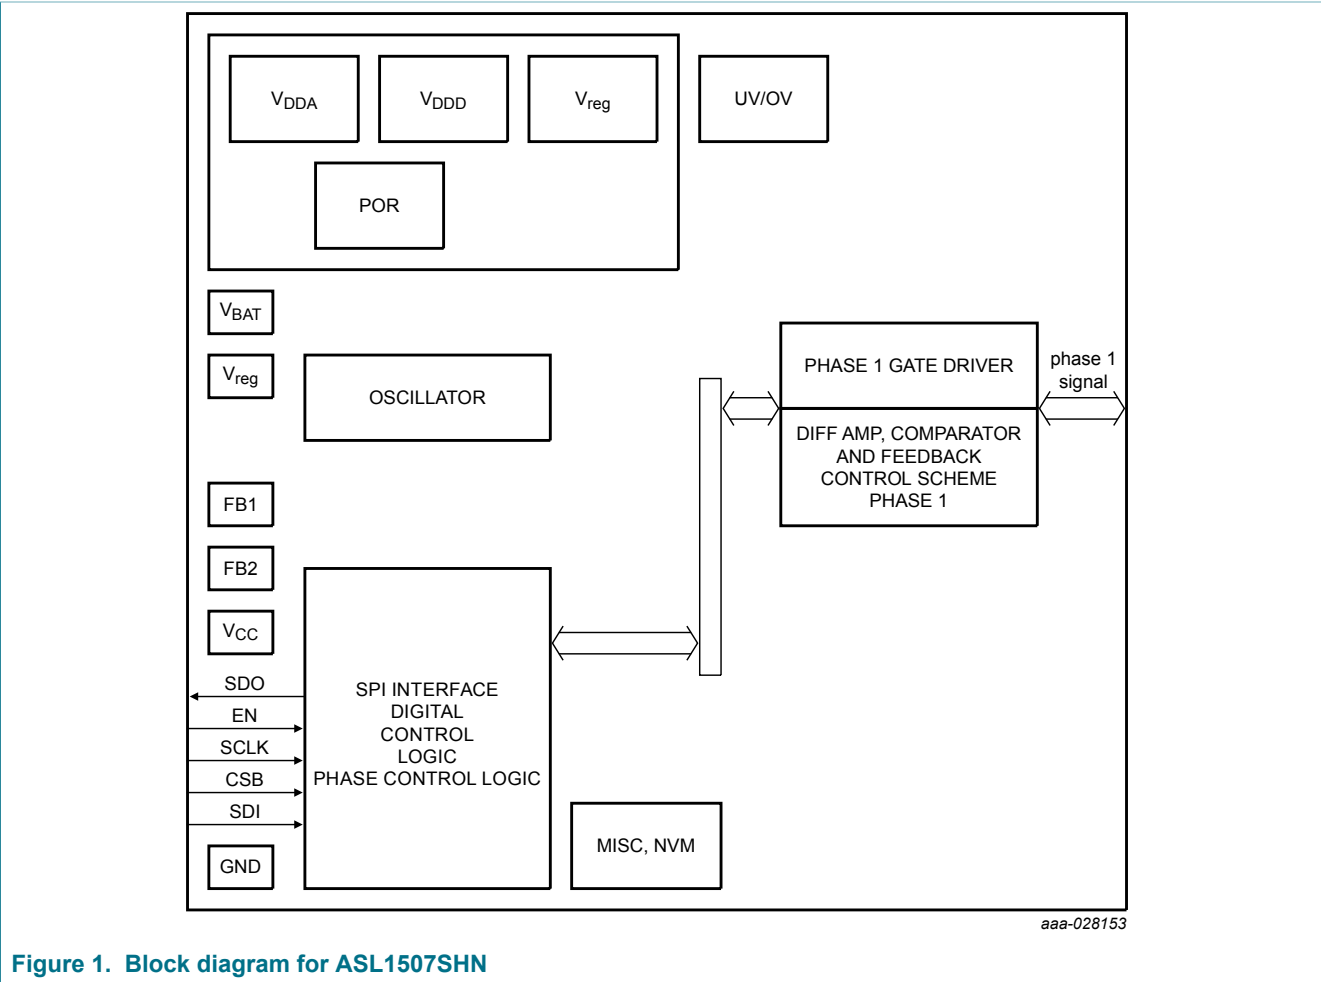 VDDA
VDDD
Vreg
UV/OV
POR
VBAT
Vreg
OSCILLATOR
PHASE 1 GATE DRIVER
phase 1
signal
DIFF AMP, COMPARATOR
AND FEEDBACK
CONTROL SCHEME
PHASE 1
FB1
FB2
VCC
SDO
EN
SCLK
CSB
SDI
GND
SPI INTERFACE
DIGITAL
CONTROL
LOGIC
PHASE CONTROL LOGIC
MISC, NVM
aaa-028153
Figure 1. Block diagram for ASL1507SHN